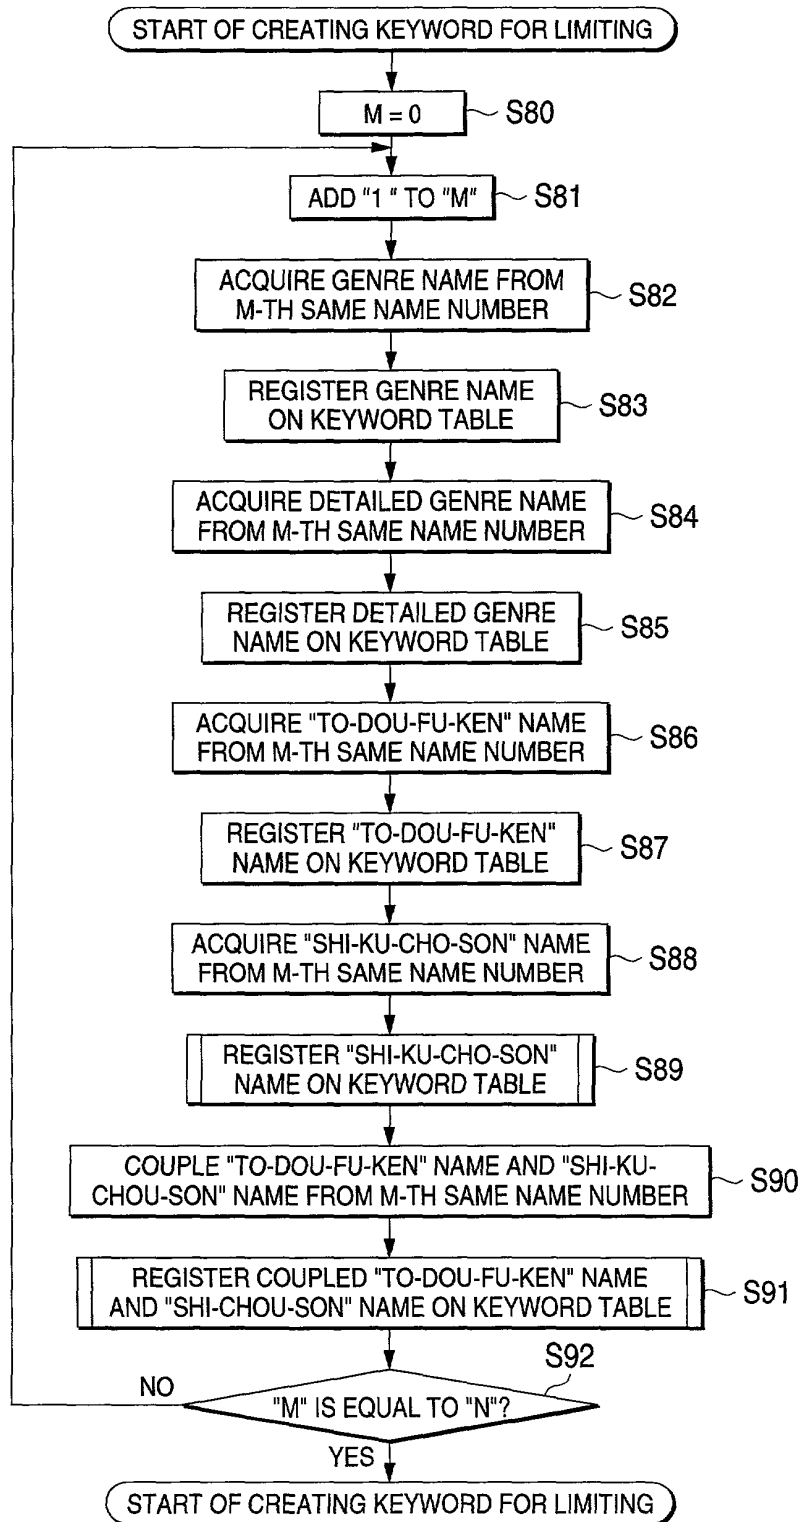 START OF CREATING KEYWORD FOR LIMITING
M = 0
S80
ADD "1 " TO "M"
S81
ACQUIRE GENRE NAME FROM
M-TH SAME NAME NUMBER
S82
REGISTER GENRE NAME
ON KEYWORD TABLE
S83
ACQUIRE DETAILED GENRE NAME
FROM M-TH SAME NAME NUMBER
S84
REGISTER DETAILED GENRE
NAME ON KEYWORD TABLE
S85
ACQUIRE "TO-DOU-FU-KEN" NAME
FROM M-TH SAME NAME NUMBER
S86
REGISTER "TO-DOU-FU-KEN"
NAME ON KEYWORD TABLE
S87
ACQUIRE "SHI-KU-CHO-SON" NAME
FROM M-TH SAME NAME NUMBER
S88
REGISTER "SHI-KU-CHO-SON"
NAME ON KEYWORD TABLE
S89
COUPLE "TO-DOU-FU-KEN" NAME AND "SHI-KU-
CHOU-SON" NAME FROM M-TH SAME NAME NUMBER
S90
REGISTER COUPLED "TO-DOU-FU-KEN" NAME
AND "SHI-CHOU-SON" NAME ON KEYWORD TABLE
S91
S92
NO
"M" IS EQUAL TO "N"?
YES
START OF CREATING KEYWORD FOR LIMITING